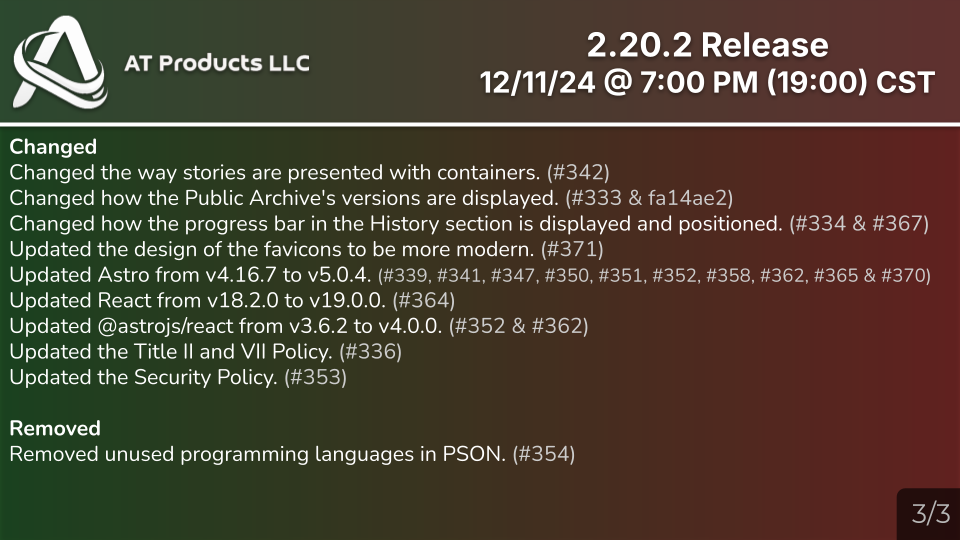 AT Products LLC
2.20.2 Release
12/11/24 @ 7:00 PM (19:00) CST
Changed
Changed the way stories are presented with containers. (#342)
Changed how the Public Archive's versions are displayed. (#333 & fa14ae2)
Changed how the progress bar in the History section is displayed and positioned. (#334 & #367)
Updated the design of the favicons to be more modern. (#371)
Updated Astro from v4.16.7 to v5.0.4. (#339, #341, #347, #350, #351, #352, #358, #362, #365 & #370)
Updated React from v18.2.0 to v19.0.0. (#364)
Updated @astrojs/react from v3.6.2 to v4.0.0. (#352 & #362)
Updated the Title II and VII Policy. (#336)
Updated the Security Policy. (#353)
Removed
Removed unused programming languages in PSON. (#354)
3/3